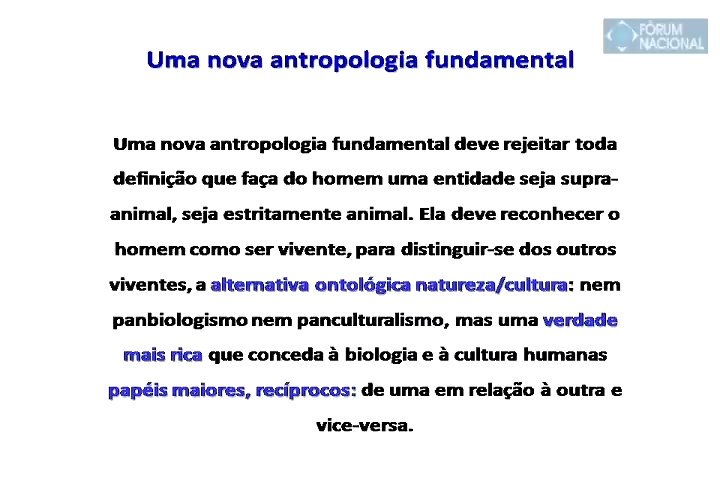 FÓRUM
NACIONAL
Uma nova antropologia fundamental
Uma nova antropologia fundamental deve rejeitar toda
definição que faça do homem uma entidade seja supra-
animal, seja estritamente animal. Ela deve reconhecer o
homem como ser vivente, para distinguir-se dos outros
viventes, a alternativa ontológica natureza/cultura: nem
panbiologismo nem panculturalismo, mas uma verdade
mais rica que conceda à biologia e à cultura humanas
papéis maiores, recíprocos: de uma em relação à outra e
vice-versa.